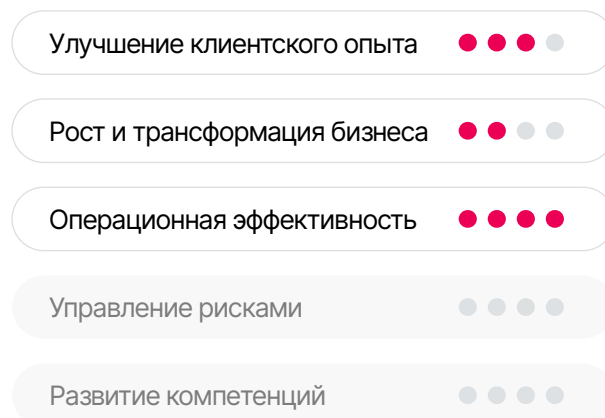 Улучшение клиентского опыта
Рост и трансформация бизнеса
Операционная эффективность
Управление рисками
Развитие компетенций